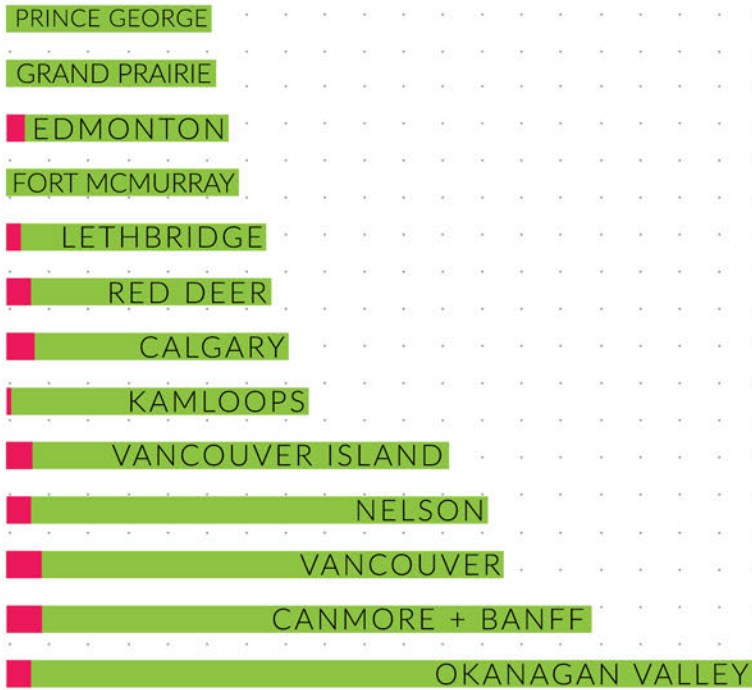 PRINCE GEORGE
GRAND PRAIRIE
EDMONTON
FORT MCMURRAY
LETHBRIDGE
RED DEER
CALGARY
KAMLOOPS
VANCOUVER ISLAND
NELSON
VANCOUVER
CANMORE + BANFF
OKANAGAN VALLEY